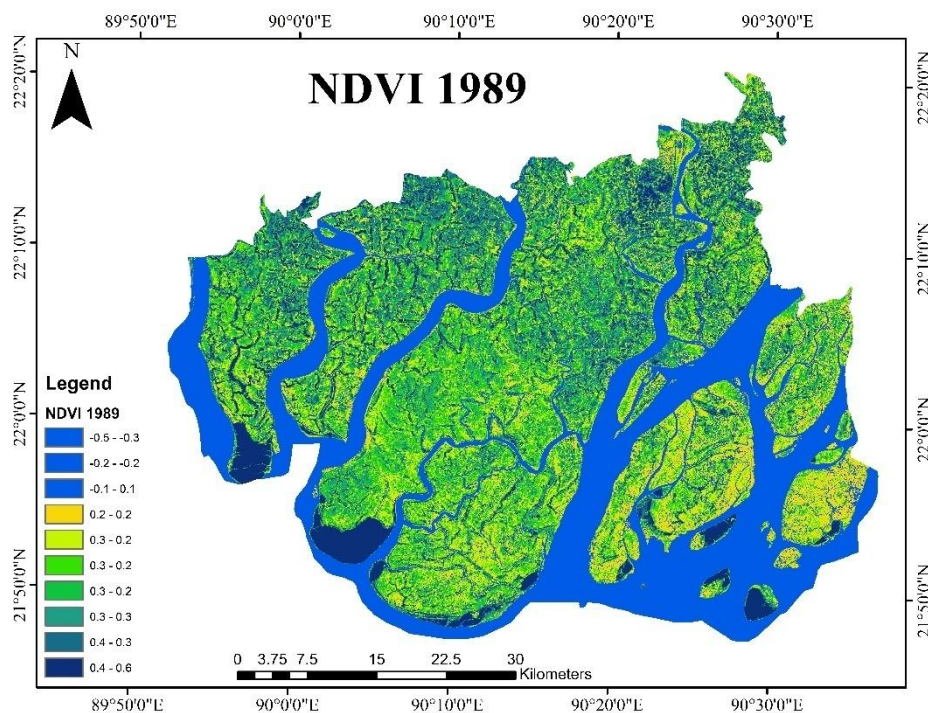 89°50'0"E 90°0'0"E 90°10'0"E 90°20'0"E 90°30'0"E
N
NDVI 1989
22°20'0"N
22°20'0"N
22°10'0"N
22°10'0"N
22°0'0"N
22°0'0"N
21°50'0"N
21°50'0"N
Legend
NDVI 1989
-0.5 - -0.3
-0.2 - -0.2
-0.1 - 0.1
0.2 - 0.2
0.3 - 0.2
0.3 - 0.2
0.3 - 0.2
0.3 - 0.3
0.4 - 0.3
0.4 - 0.6
0 3.75 7.5 15 22.5 30
Kilometers
89°50'0"E 90°0'0"E 90°10'0"E 90°20'0"E 90°30'0"E